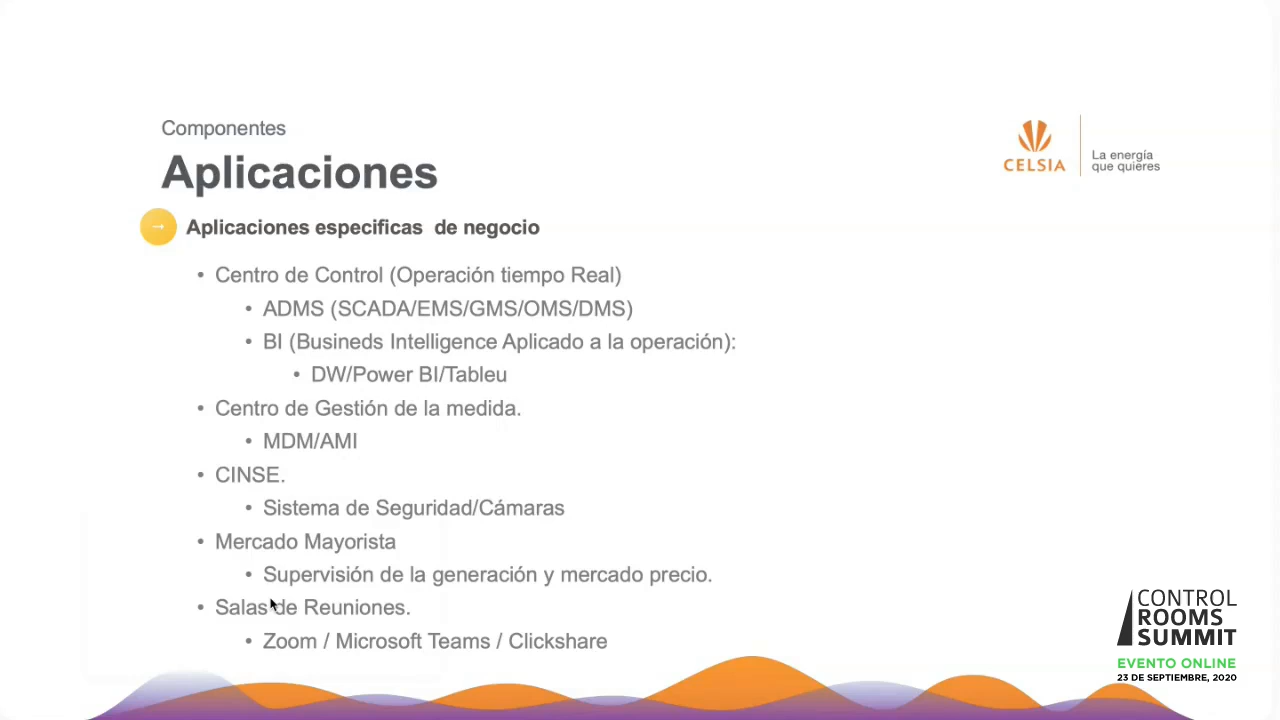 Componentes
Aplicaciones
→ Aplicaciones especificas  de negocio
• Centro de Control (Operación tiempo Real)
• ADMS (SCADA/EMS/GMS/OMS/DMS)
• BI (Busineds Intelligence Aplicado a la operación):
• DW/Power BI/Tableu
• Centro de Gestión de la medida.
• MDM/AMI
• CINSE.
• Sistema de Seguridad/Cámaras
• Mercado Mayorista
• Supervisión de la generación y mercado precio.
• Salas de Reuniones.
• Zoom / Microsoft Teams / Clickshare
CELSIA
La energía
que quieres
CONTROL
ROOMS
SUMMIT
EVENTO ONLINE
23 DE SEPTIEMBRE, 2020